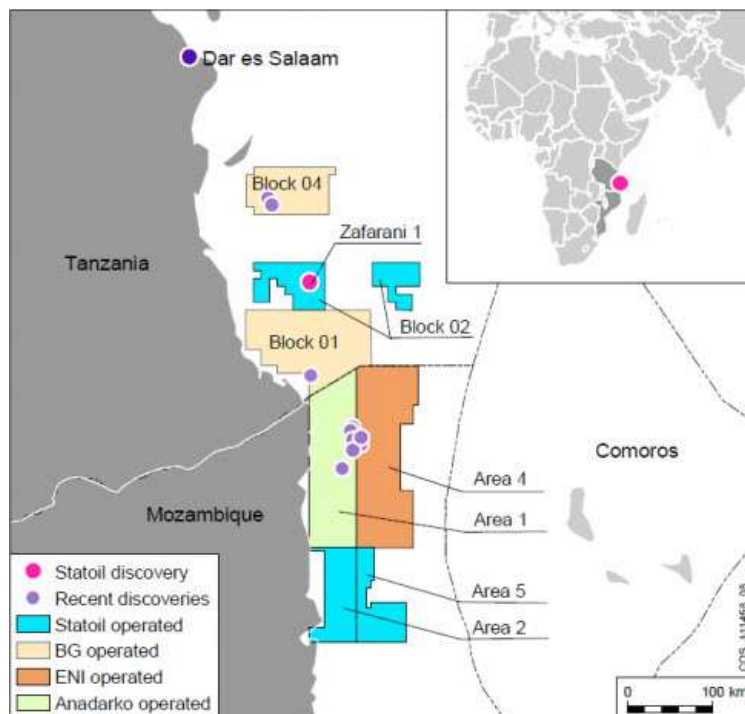 Dar es Salaam
Block 04
Zafarani 1
Tanzania
Block 02
Block 01
Comoros
Area 4
Area 1
Mozambique
Area 5
Area 2
Statoil discovery
Recent discoveries
Statoil operated
BG operated
ENI operated
Anadarko operated
0 100 km